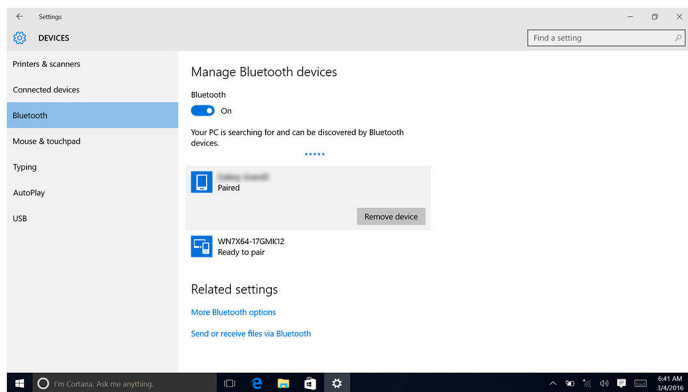 Settings
DEVICES
Find a setting
Printers & scanners
Connected devices
Bluetooth
Mouse & touchpad
Typing
AutoPlay
USB
Manage Bluetooth devices
Bluetooth
On
Your PC is searching for and can be discovered by Bluetooth
devices.
Paired
Remove device
WN7X64-17GMK12
Ready to pair
Related settings
More Bluetooth options
Send or receive files via Bluetooth
I'm Cortana. Ask me anything.
6:41 AM
3/4/2016